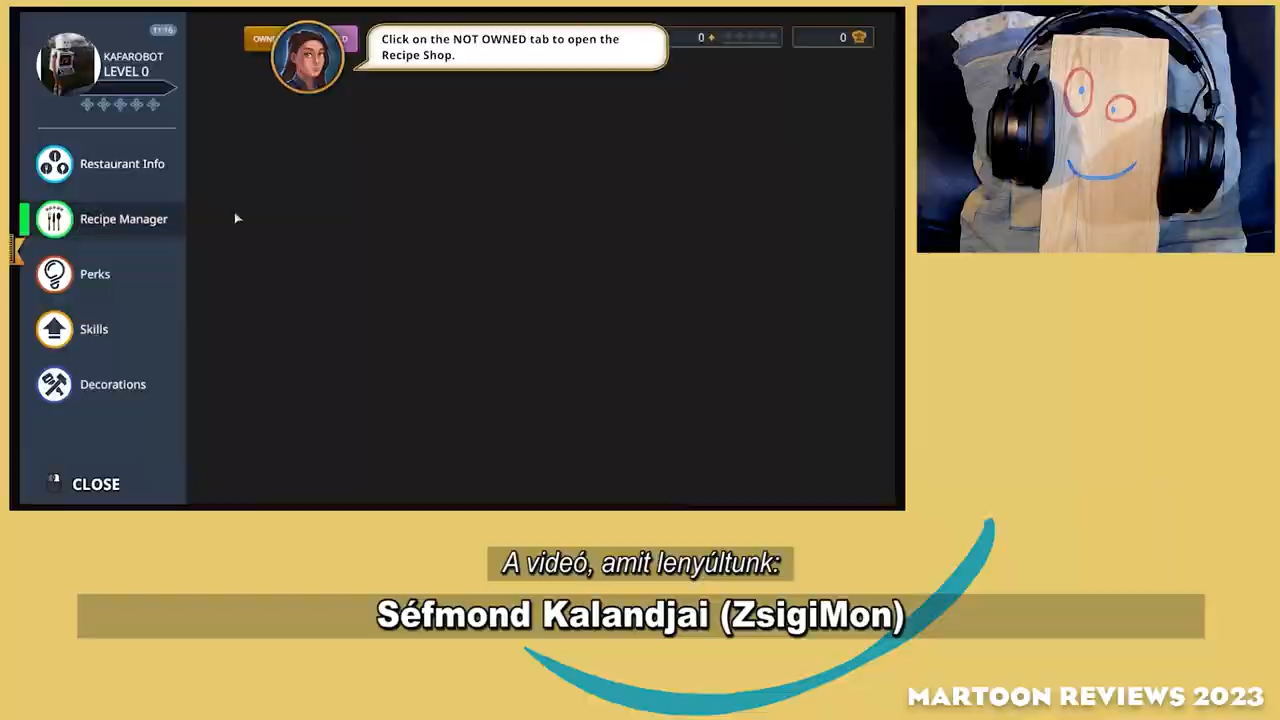 11:16
KAFAROBOT
LEVEL 0
Click on the NOT OWNED tab to open the
Recipe Shop.
0
0
Restaurant Info
Recipe Manager
Perks
Skills
Decorations
CLOSE
A videó, amit lenyúltunk:
Séfmond Kalandjai (ZsigiMon)
MARTOON REVIEWS 2023